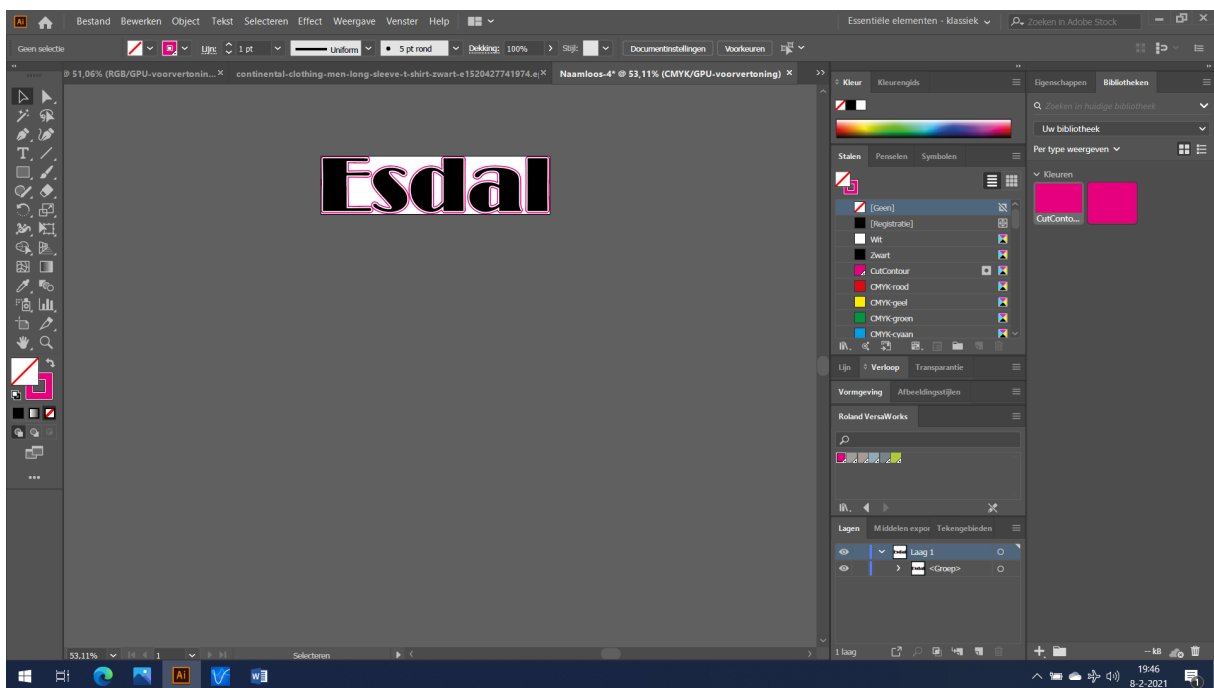 Ai Bestand Bewerken Object Tekst Selecteren Effect Weergave Venster Help
Essentiële elementen - klassiek
Zoeken in Adobe Stock
Geen selectie Lijn: 1 pt Uniform 5 pt rond Dekking: 100% Stijl: Documentinstellingen Voorkeuren
51,06% (RGB/GPU-voorvertonin... × continental-clothing-men-long-sleeve-t-shirt-zwart-e1520427741974.e × Naamloos-4* @ 53,11% (CMYK/GPU-voorvertoning) ×
Esdal
Kleur Kleurengids
Stalen Penselen Symbolen
[Geen]
[Registratie]
Wit
Zwart
CutContour
CMYK-rood
CMYK-geel
CMYK-groen
CMYK-cyaan
Lijn Verloop Transparantie
Vormgeving Afbeeldingsstijlen
Roland VersaWorks
Lagen Middelen expor Tekengebieden
Laag 1
<Groep>
1 laag
Eigenschappen Bibliotheken
Zoeken in huidige bibliotheek
Uw bibliotheek
Per type weergeven
Kleuren
CutConto...
-- kB
53,11% 1 Selecteren
Ai
19:46
8-2-2021
1